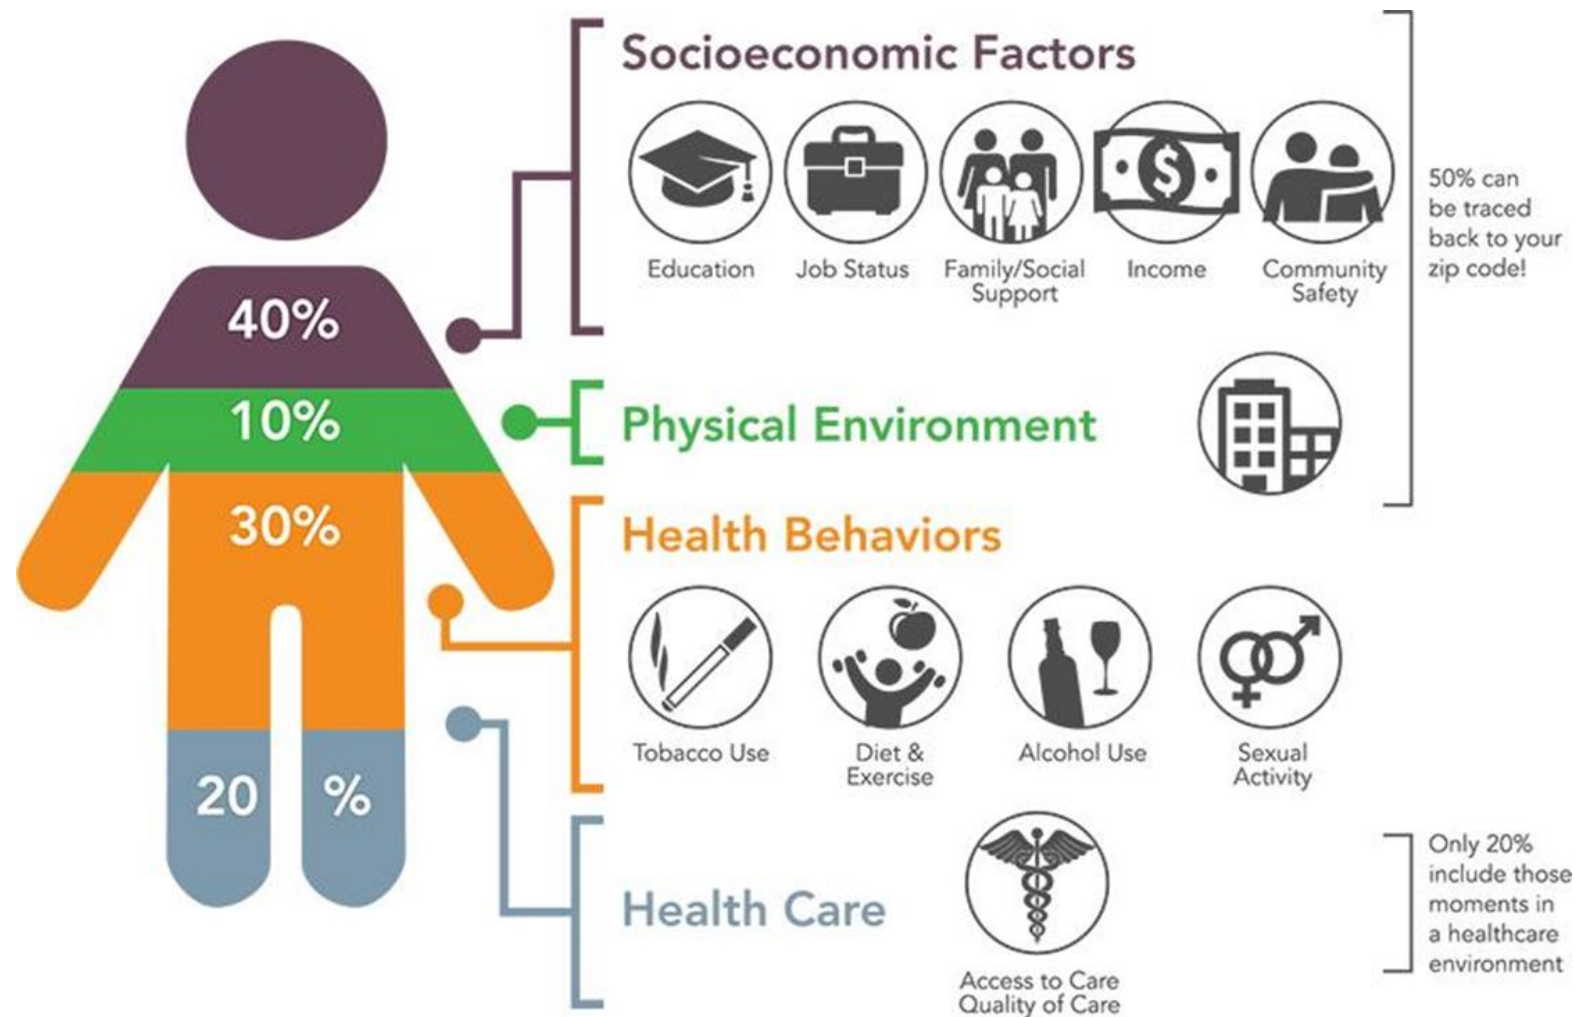 Socioeconomic Factors
Education
Job Status
Family/Social
Support
Income
Community
Safety
50% can
be traced
back to your
zip code!
40%
10%
Physical Environment
30%
Health Behaviors
Tobacco Use
Diet &
Exercise
Alcohol Use
Sexual
Activity
20 %
Health Care
Access to Care
Quality of Care
Only 20%
include those
moments in
a healthcare
environment
$